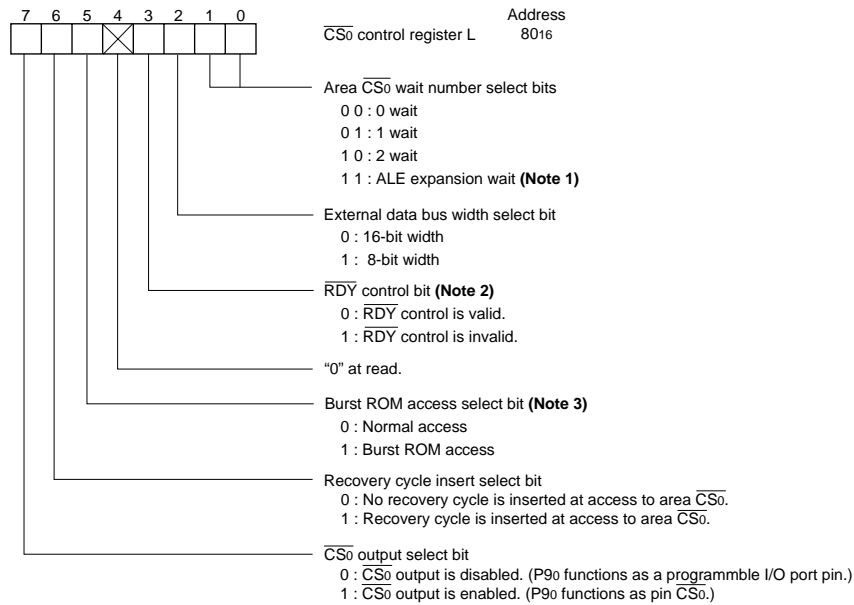 7 6 5 4 3 2 1 0
CS0 control register L
Address
8016
Area CS0 wait number select bits
0 0 : 0 wait
0 1 : 1 wait
1 0 : 2 wait
1 1 : ALE expansion wait (Note 1)
External data bus width select bit
0 : 16-bit width
1 : 8-bit width
RDY control bit (Note 2)
0 : RDY control is valid.
1 : RDY control is invalid.
“0” at read.
Burst ROM access select bit (Note 3)
0 : Normal access
1 : Burst ROM access
Recovery cycle insert select bit
0 : No recovery cycle is inserted at access to area CS0.
1 : Recovery cycle is inserted at access to area CS0.
CS0 output select bit
0 : CS0 output is disabled. (P90 functions as a programmble I/O port pin.)
1 : CS0 output is enabled. (P90 functions as pin CS0.)